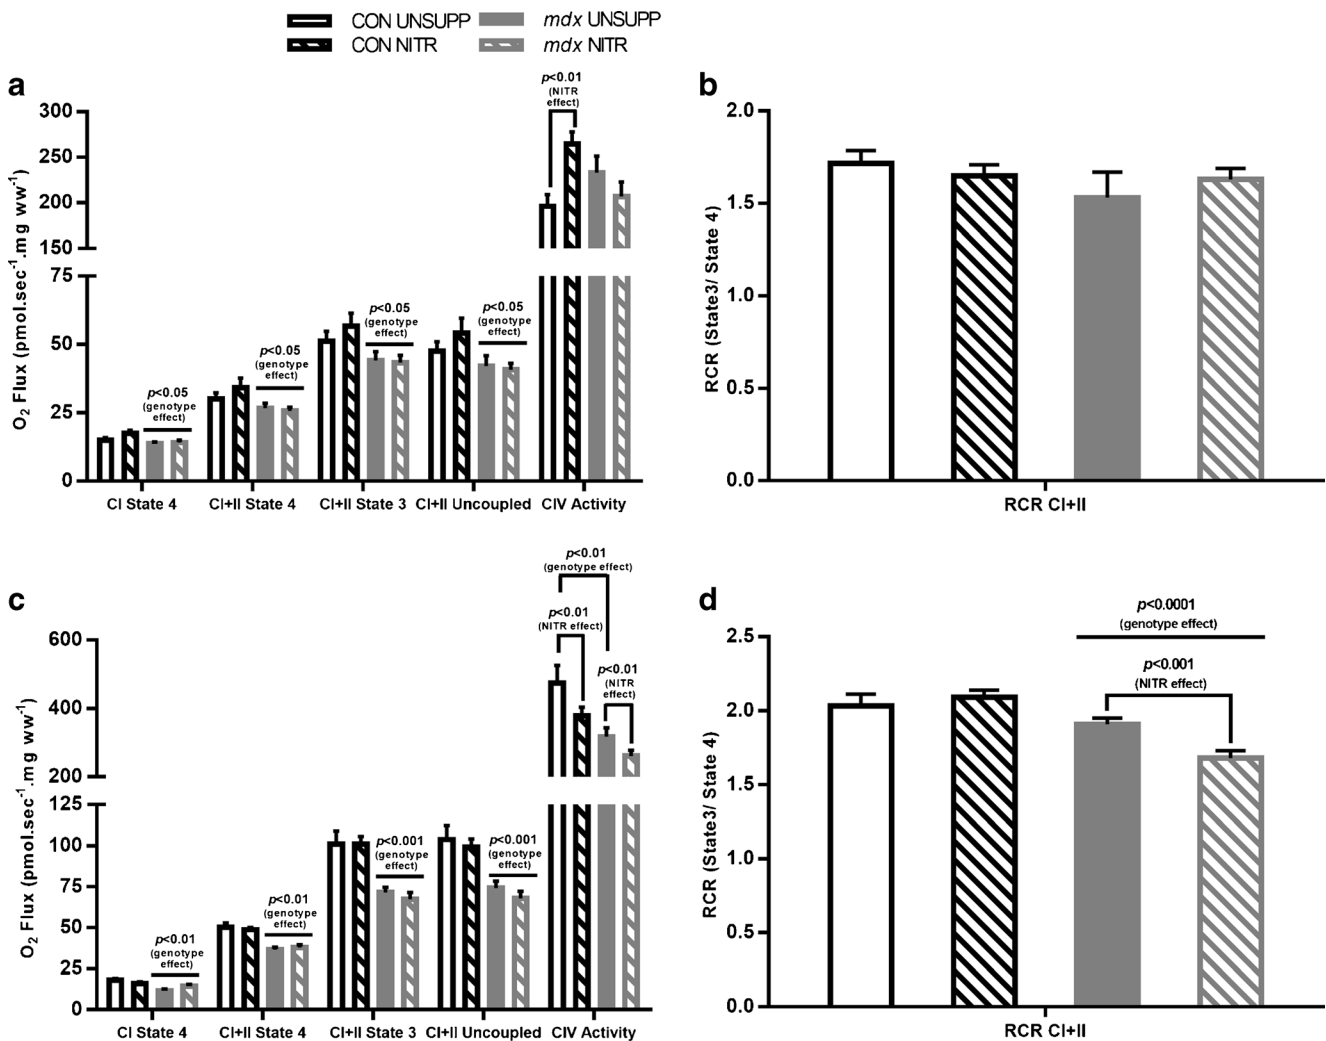 CON UNSUPP
mdx UNSUPP
CON NITR
mdx NITR
a
O2 Flux (pmol.sec-1.mg ww-1)
300
250
200
150
75
50
25
0
p<0.05
(genotype
effect)
p<0.05
(genotype
effect)
p<0.05
(genotype
effect)
p<0.05
(genotype
effect)
p<0.01
(NITR
effect)
CI State 4
CI+II State 4
CI+II State 3
CI+II Uncoupled
CIV Activity
b
RCR (State3/ State 4)
2.0
1.5
1.0
0.5
0.0
RCR CI+II
c
O2 Flux (pmol.sec-1.mg ww-1)
600
400
200
125
100
75
50
25
0
p<0.01
(genotype
effect)
p<0.01
(genotype
effect)
p<0.001
(genotype
effect)
p<0.001
(genotype
effect)
p<0.01
(genotype effect)
p<0.01
(NITR effect)
p<0.01
(NITR
effect)
CI State 4
CI+II State 4
CI+II State 3
CI+II Uncoupled
CIV Activity
d
RCR (State3/ State 4)
2.5
2.0
1.5
1.0
0.5
0.0
p<0.0001
(genotype effect)
p<0.001
(NITR effect)
RCR CI+II